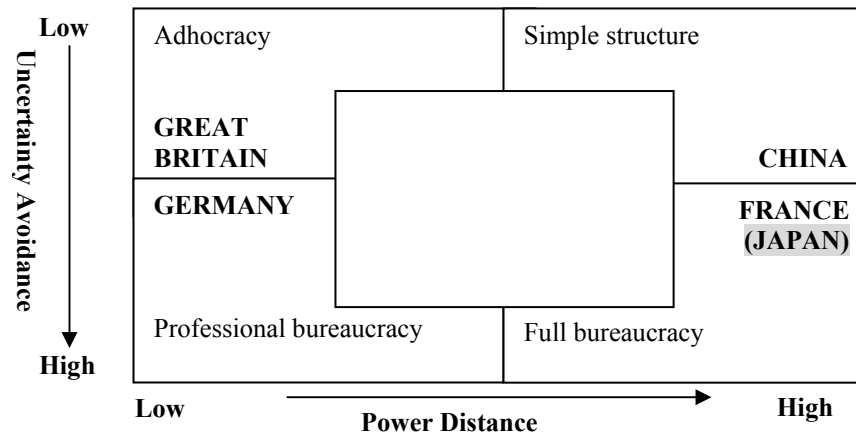 Low
Uncertainty Avoidance
High
Adhocracy
Simple structure
GREAT
BRITAIN
CHINA
GERMANY
FRANCE
(JAPAN)
Professional bureaucracy
Full bureaucracy
Low
Power Distance
High